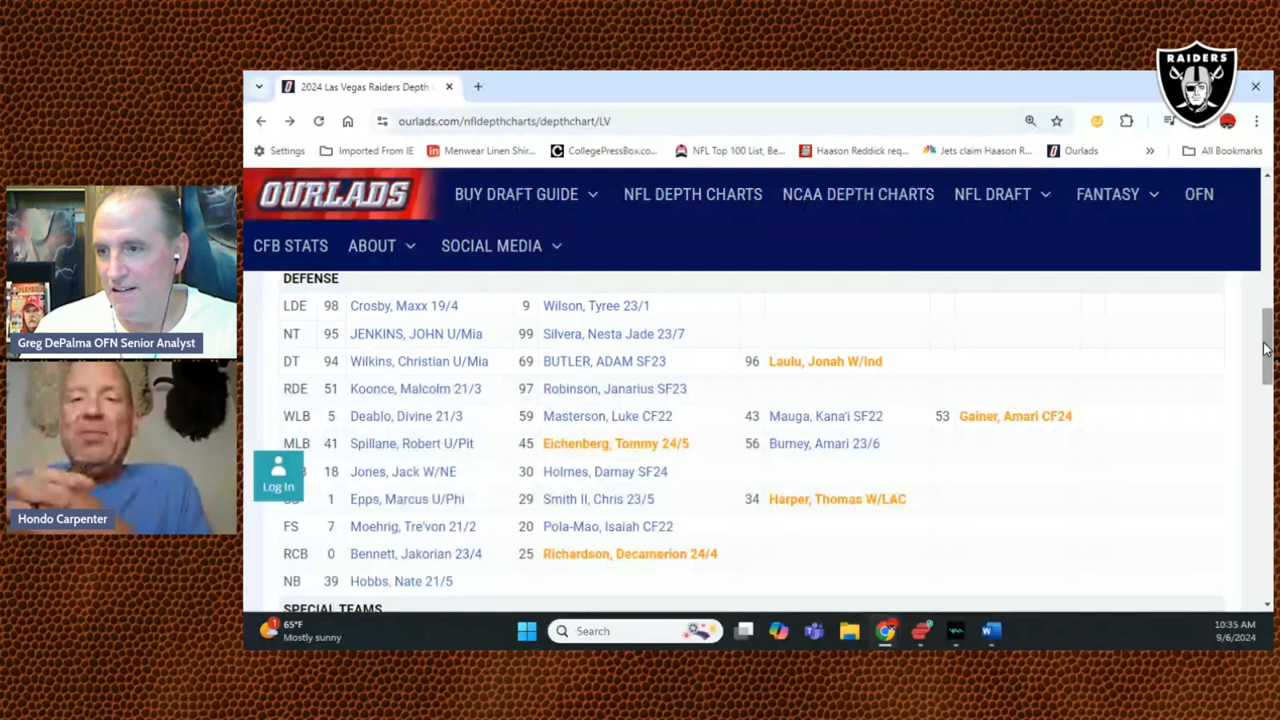 RAIDERS
2024 Las Vegas Raiders Depth
ourlads.com/nfldepthcharts/depthchart/LV
Settings Imported From IE Menwear Linen Shir... CollegePressBox.co... NFL Top 100 List, Be... Haason Reddick req... Jets claim Haason R... Ourlads » All Bookmarks
OURLADS BUY DRAFT GUIDE NFL DEPTH CHARTS NCAA DEPTH CHARTS NFL DRAFT FANTASY OFN
CFB STATS ABOUT SOCIAL MEDIA
DEFENSE
LDE 98 Crosby, Maxx 19/4 9 Wilson, Tyree 23/1
NT 95 JENKINS, JOHN U/Mia 99 Silvera, Nesta Jade 23/7
DT 94 Wilkins, Christian U/Mia 69 BUTLER, ADAM SF23 96 Laulu, Jonah W/Ind
RDE 51 Koonce, Malcolm 21/3 97 Robinson, Janarius SF23
WLB 5 Deablo, Divine 21/3 59 Masterson, Luke CF22 43 Mauga, Kana'i SF22 53 Gainer, Amari CF24
MLB 41 Spillane, Robert U/Pit 45 Eichenberg, Tommy 24/5 56 Burney, Amari 23/6
18 Jones, Jack W/NE 30 Holmes, Darnay SF24
1 Epps, Marcus U/Phi 29 Smith II, Chris 23/5 34 Harper, Thomas W/LAC
FS 7 Moehrig, Tre'von 21/2 20 Pola-Mao, Isaiah CF22
RCB 0 Bennett, Jakorian 23/4 25 Richardson, Decamerion 24/4
NB 39 Hobbs, Nate 21/5
SPECIAL TEAMS
Log In
Greg DePalma OFN Senior Analyst
Hondo Carpenter
1
65°F
Mostly sunny
Search
10:35 AM
9/6/2024